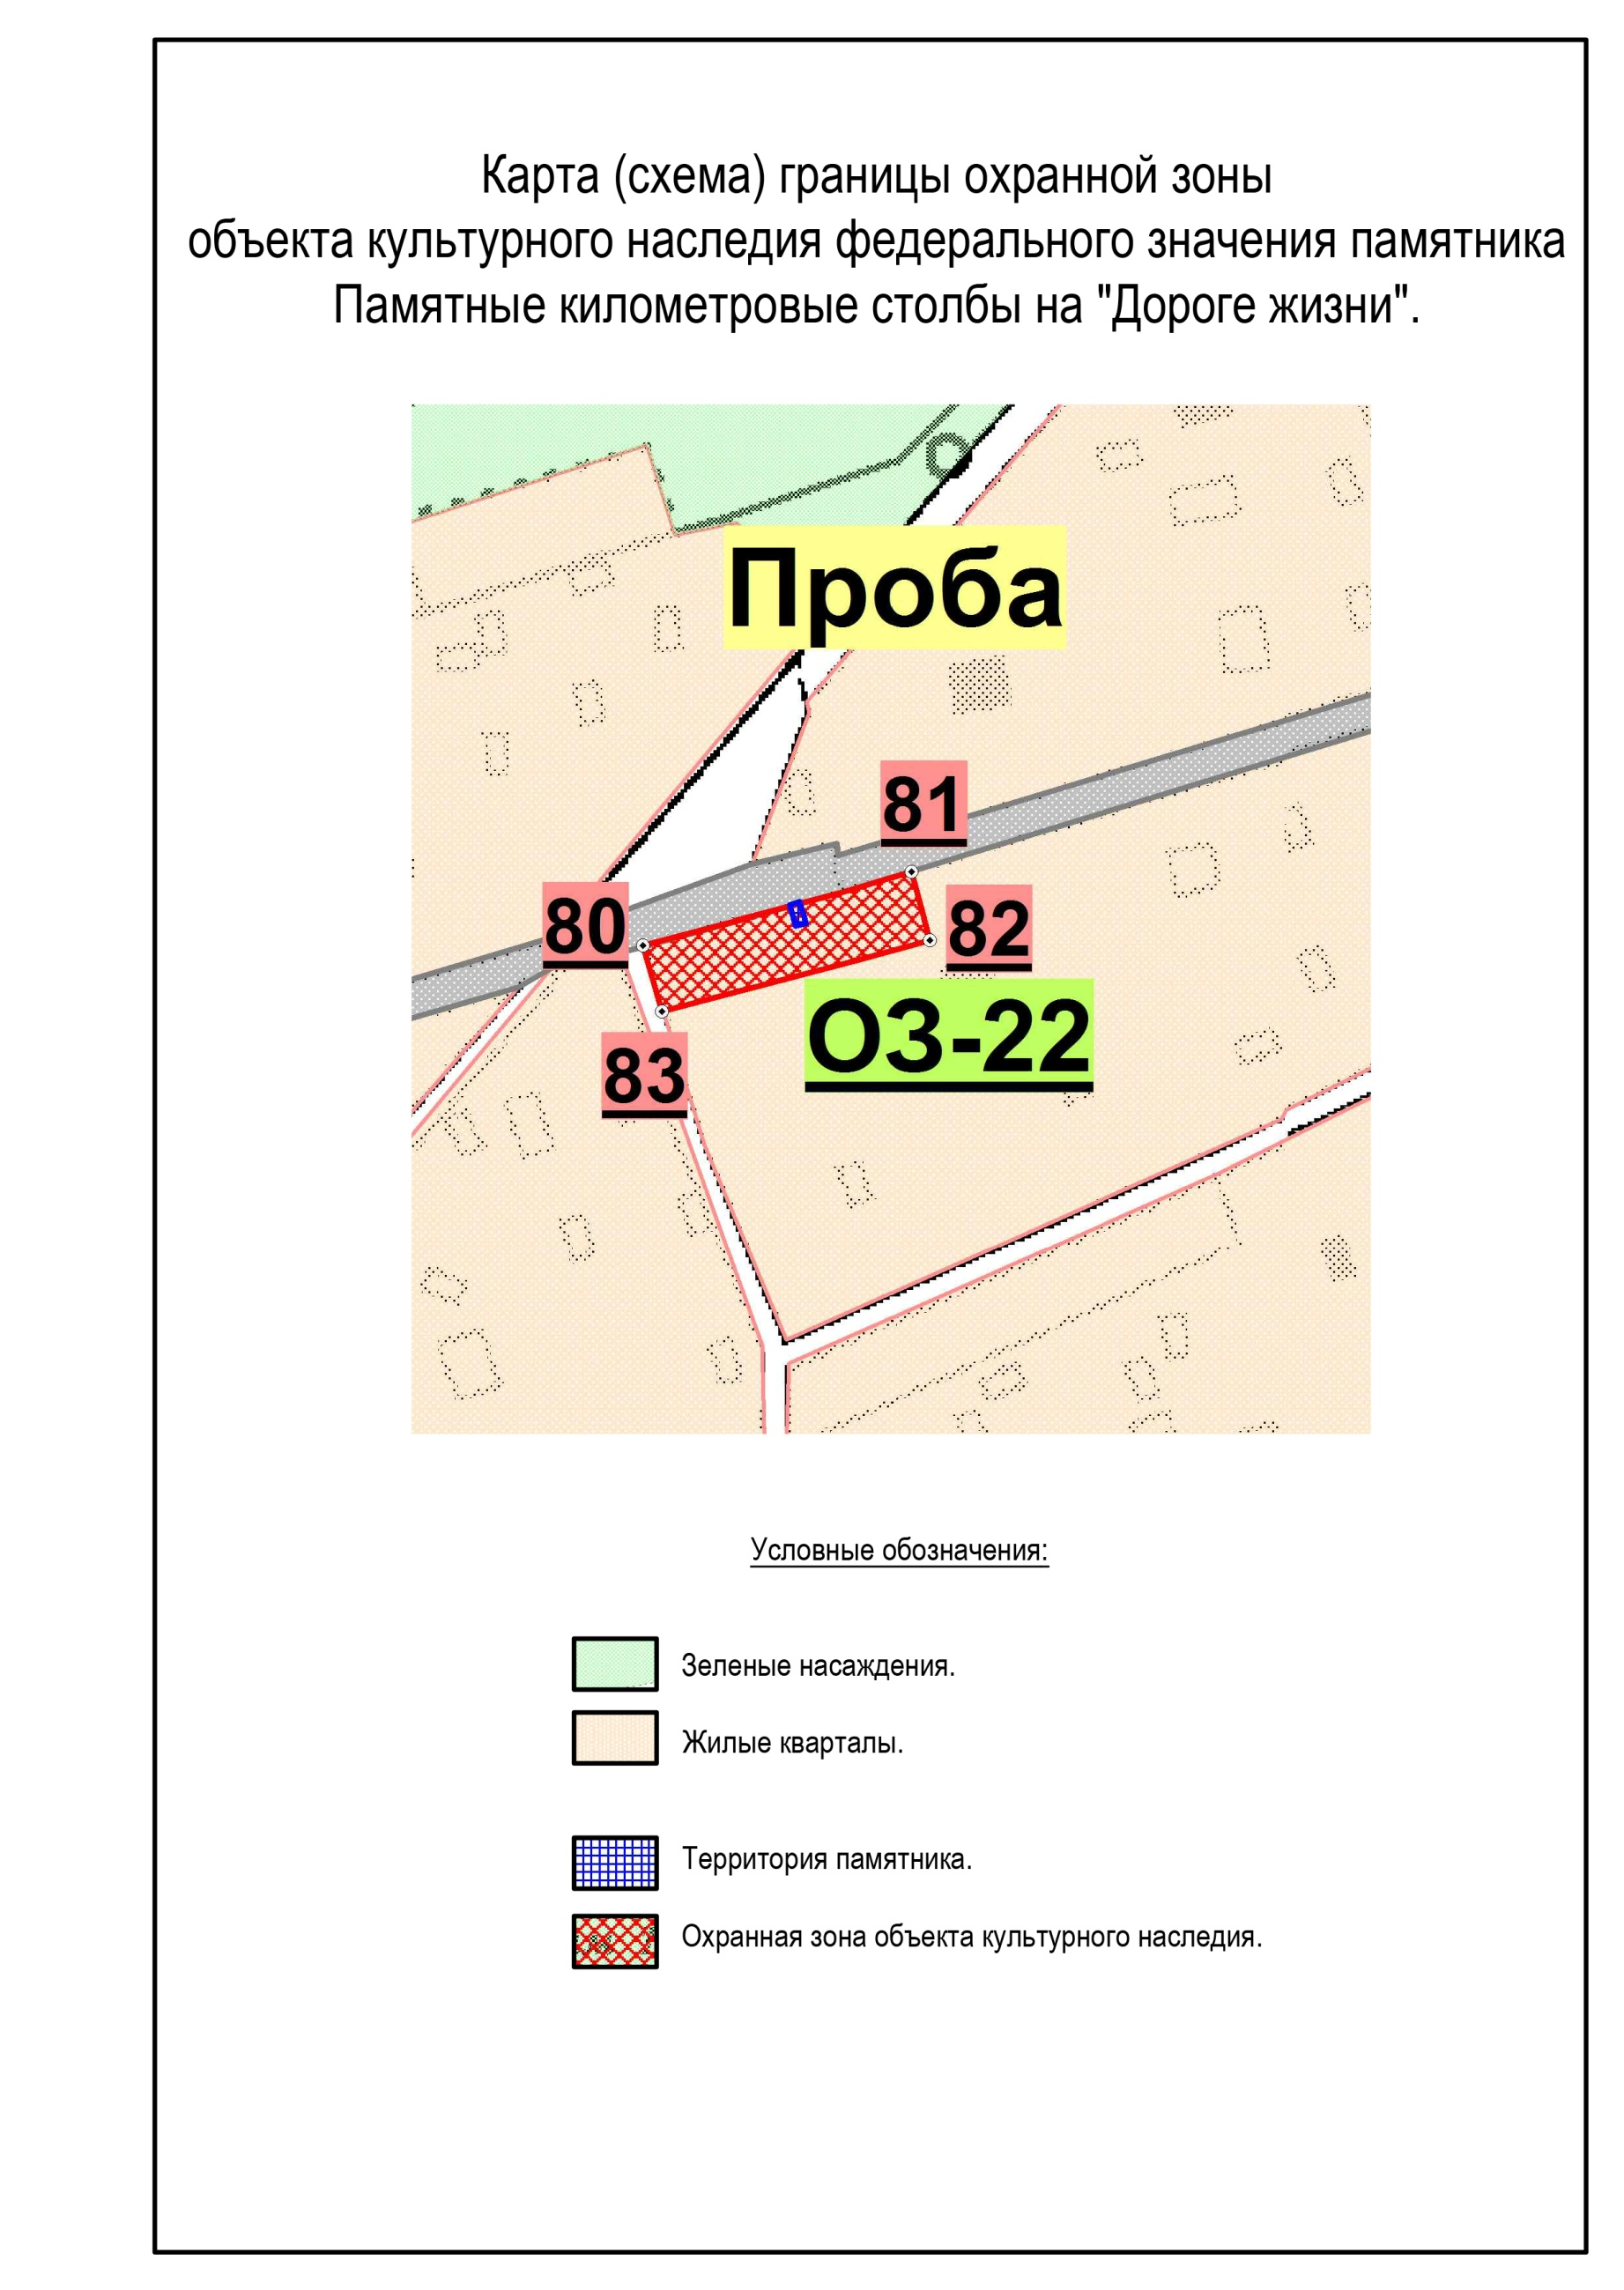 Карта (схема) границы охранной зоны
объекта культурного наследия федерального значения памятника
Памятные километровые столбы на "Дороге жизни".
Проба
81
80
82
ОЗ-22
83
Условные обозначения:
Зеленые насаждения.
Жилые кварталы.
Территория памятника.
Охранная зона объекта культурного наследия.